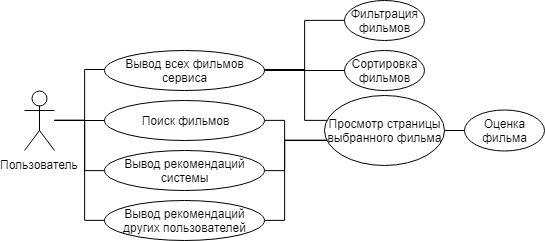 Фильтрация
фильмов
Вывод всех фильмов
сервиса
Сортировка
фильмов
Поиск фильмов
Просмотр страницы
выбранного фильма
Оценка
фильма
Пользователь
Вывод рекомендаций
системы
Вывод рекомендаций
других пользователей